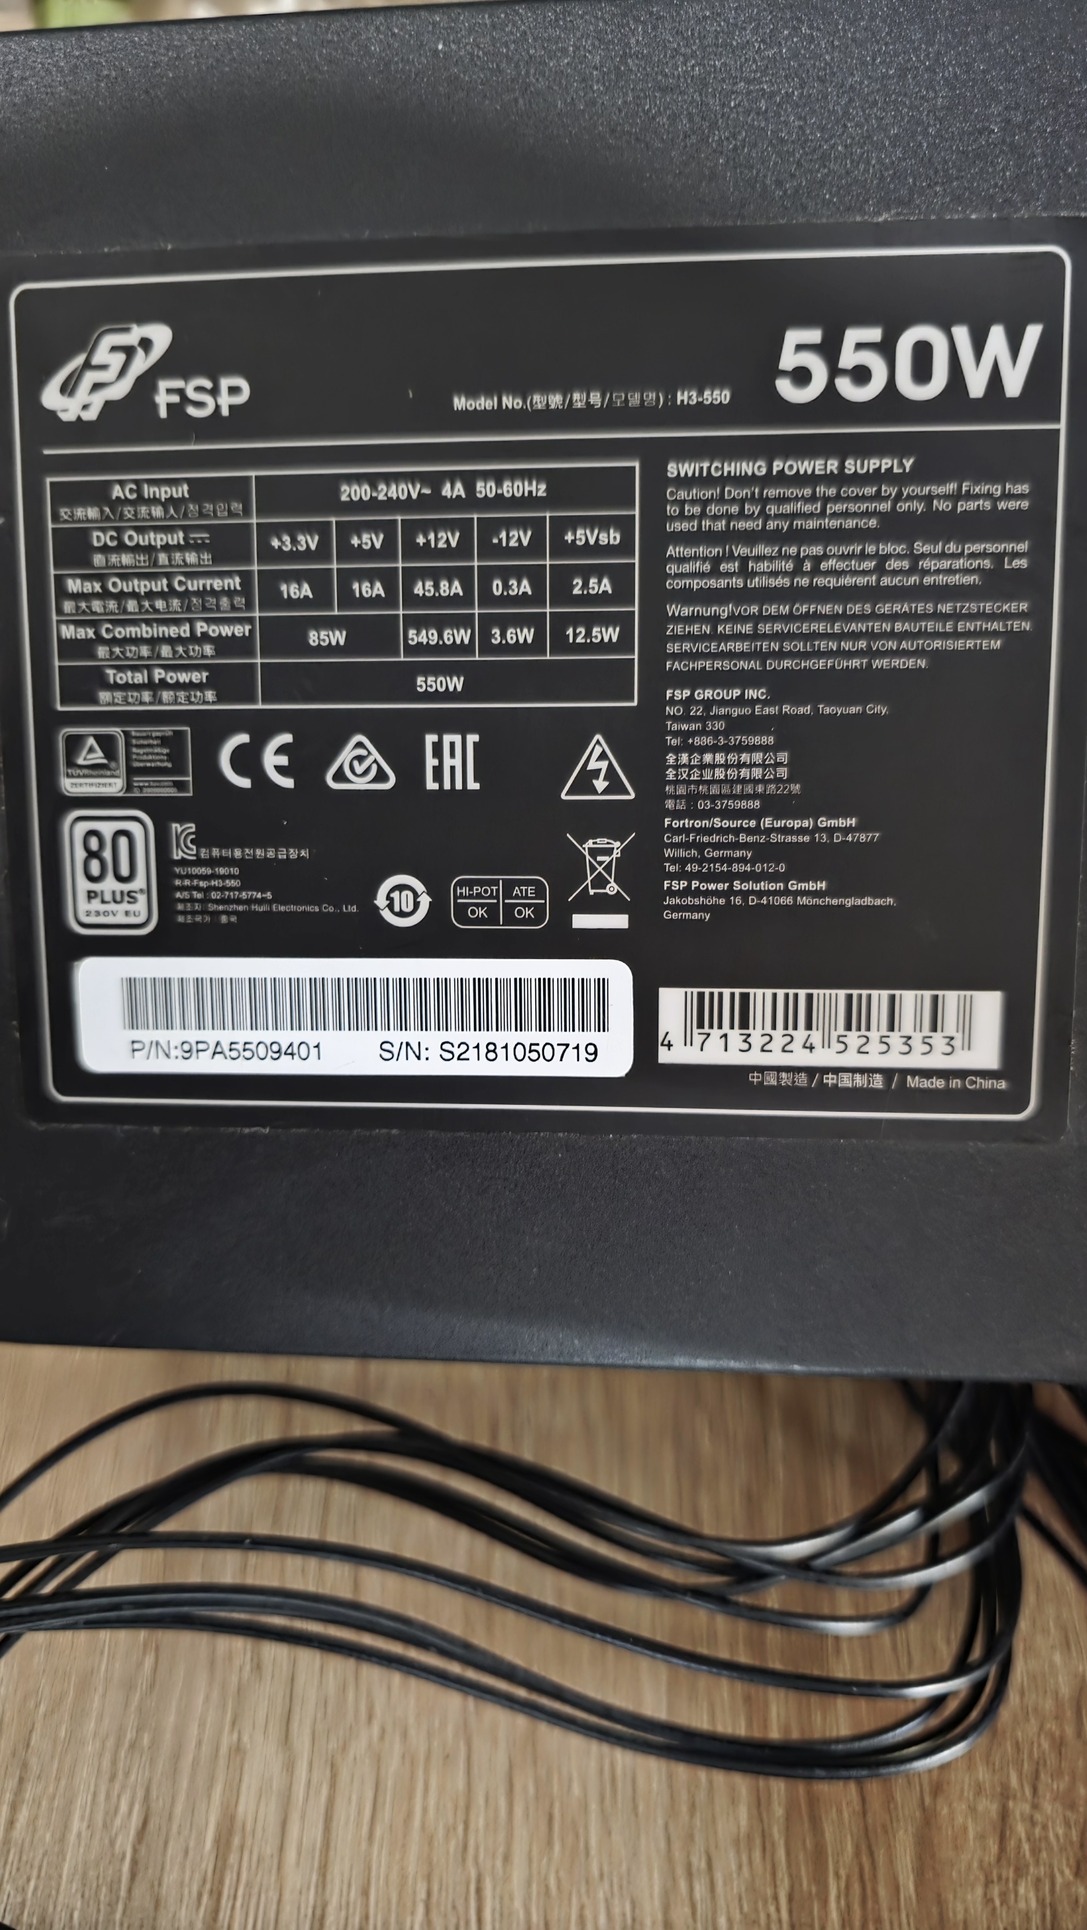 FSP
Model No.(型號/型号/모델명) : H3-550
550W
AC Input
交流輸入/交流输入/정격입력
200-240V~ 4A 50-60Hz
DC Output
直流輸出/直流输出
+3.3V +5V +12V -12V +5Vsb
Max Output Current
最大電流/最大电流/정격출력
16A 16A 45.8A 0.3A 2.5A
Max Combined Power
最大功率/最大功率
85W 549.6W 3.6W 12.5W
Total Power
額定功率/额定功率
550W
TÜVRheinland
ZERTIFIZIERT
CE
EAC
80
PLUS®
230V EU
컴퓨터용전원공급장치
YU10059-19010
R-R-Fsp-H3-550
A/S Tel : 02-717-5774~5
제조자: Shenzhen Huili Electronics Co., Ltd.
제조국가 : 중국
10
HI-POT ATE
OK OK
P/N:9PA5509401 S/N: S2181050719
SWITCHING POWER SUPPLY
Caution! Don't remove the cover by yourself! Fixing has
to be done by qualified personnel only. No parts were
used that need any maintenance.
Attention ! Veuillez ne pas ouvrir le bloc. Seul du personnel
qualifié est habilité à effectuer des réparations. Les
composants utilisés ne requièrent aucun entretien.
Warnung!VOR DEM ÖFFNEN DES GERÄTES NETZSTECKER
ZIEHEN. KEINE SERVICERELEVANTEN BAUTEILE ENTHALTEN.
SERVICEARBEITEN SOLLTEN NUR VON AUTORISIERTEM
FACHPERSONAL DURCHGEFÜHRT WERDEN.
FSP GROUP INC.
NO. 22, Jianguo East Road, Taoyuan City,
Taiwan 330
Tel: +886-3-3759888
全漢企業股份有限公司
全汉企业股份有限公司
桃園市桃園區建國東路22號
電話 : 03-3759888
Fortron/Source (Europa) GmbH
Carl-Friedrich-Benz-Strasse 13, D-47877
Willich, Germany
Tel: 49-2154-894-012-0
FSP Power Solution GmbH
Jakobshöhe 16, D-41066 Mönchengladbach,
Germany
4 713224 525353
中國製造 / 中国制造 / Made in China